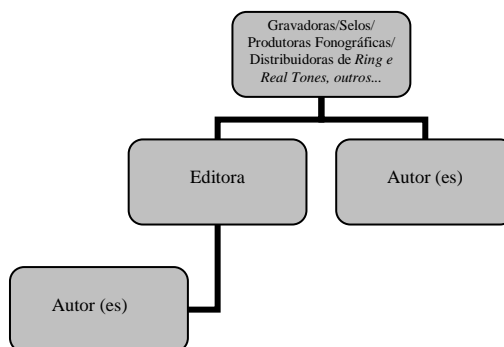 Gravadoras/Selos/
Produtoras Fonográficas/
Distribuidoras de Ring e
Real Tones, outros...
Editora
Autor (es)
Autor (es)